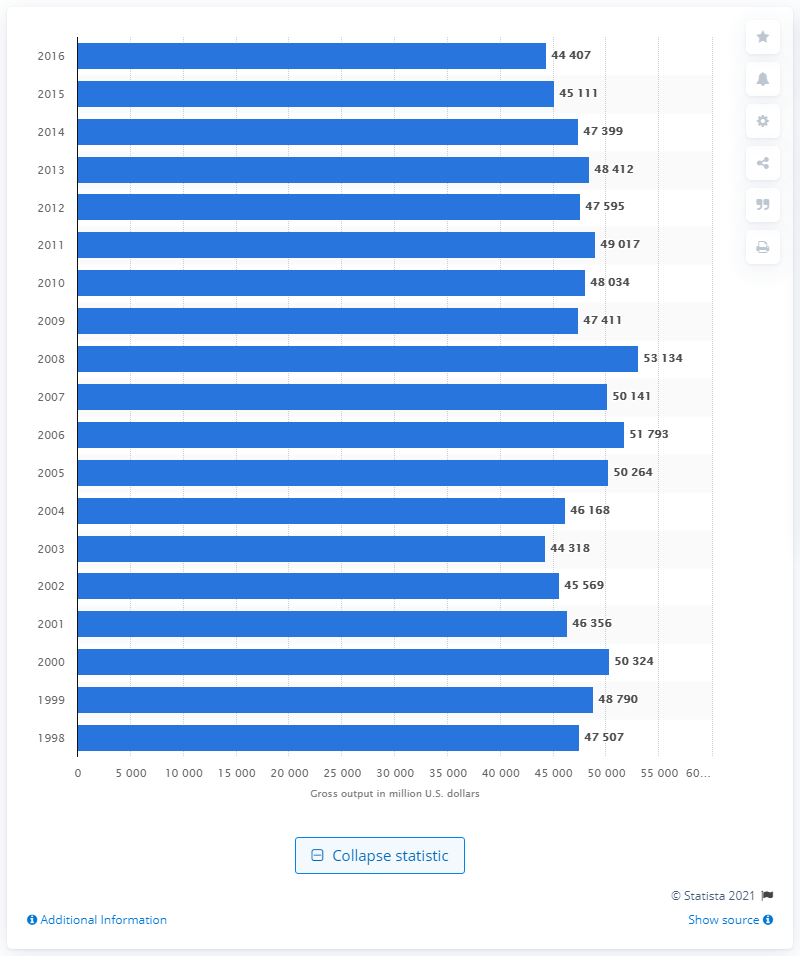 2016 44 407
2015 45 111
2014 47 399
2013 48 412
2012 47 595
2011 49 017
2010 48 034
2009 47 411
2008 53 134
2007 50 141
2006 51 793
2005 50 264
2004 46 168
2003 44 318
2002 45 569
2001 46 356
2000 50 324
1999 48 790
1998 47 507
0 5 000 10 000 15 000 20 000 25 000 30 000 35 000 40 000 45 000 50 000 55 000 60…
Gross output in million U.S. dollars
Collapse statistic
© Statista 2021
Additional Information Show source